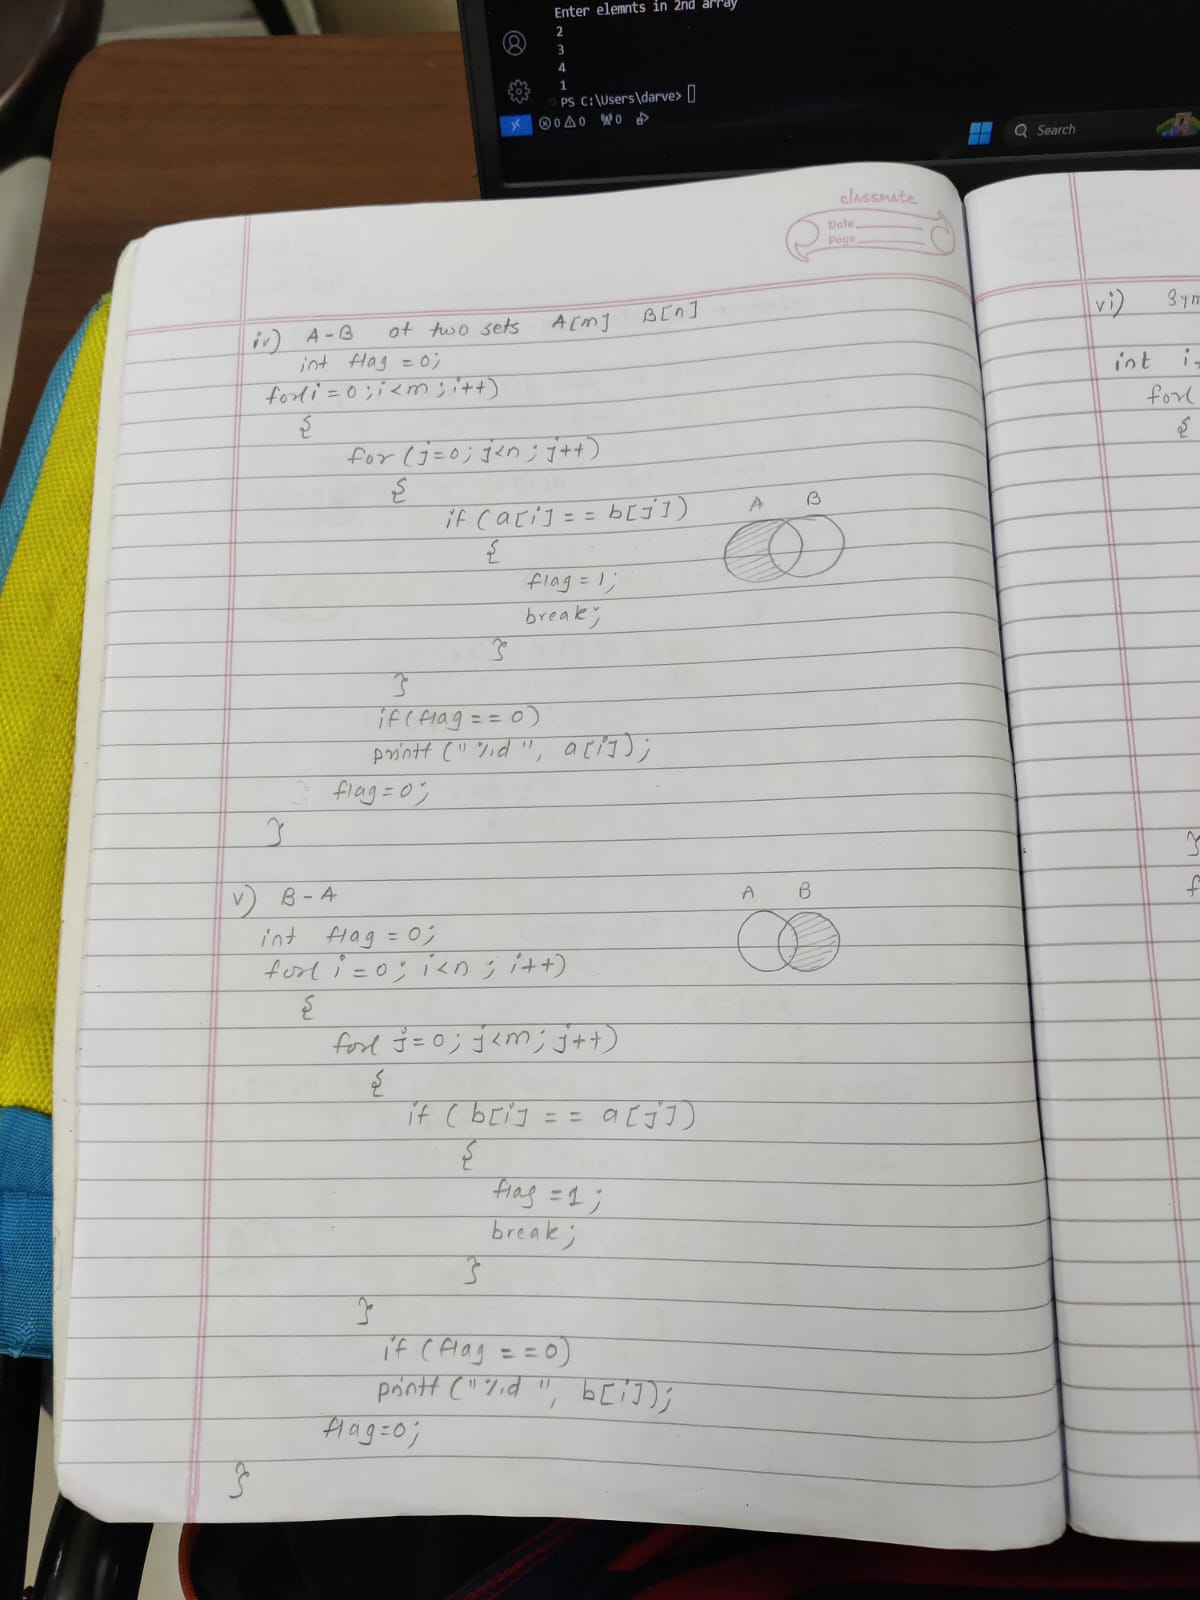 Enter elemnts in 2nd array
2
3
4
1
PS C:\Users\darve>
0 0 0
Search
classmate
Date
Page
iv) A-B of two sets A[m] B[n]
int flag = 0;
for(i = 0; i<m; i++)
{
for (j=0; j<n; j++)
{
if (a[i] == b[j])
A B
{
flag = 1;
break;
}
}
if(flag == 0)
printf ("%d", a[i]);
flag=0;
}
v) B-A
A B
int flag = 0;
for( i = 0; i<n; i++)
{
for( j=0; j<m; j++)
{
if ( b[i] == a[j])
{
flag =1;
break;
}
}
if (flag ==0)
printf ("%d", b[i]);
flag=0;
}
vi) Sym
int i
for(
{
}
f